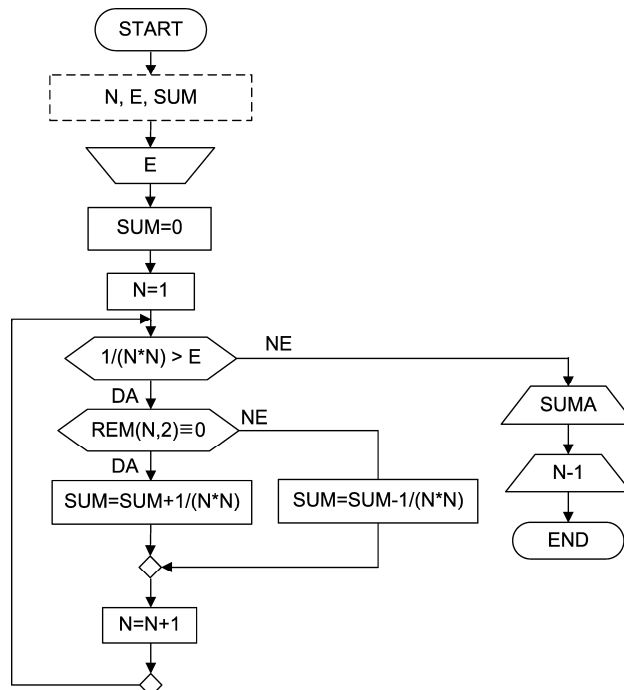 START
N, E, SUM
E
SUM=0
N=1
1/(N*N) > E
NE
DA
SUMA
REM(N,2)≡0
NE
DA
N-1
SUM=SUM+1/(N*N)
SUM=SUM-1/(N*N)
END
N=N+1